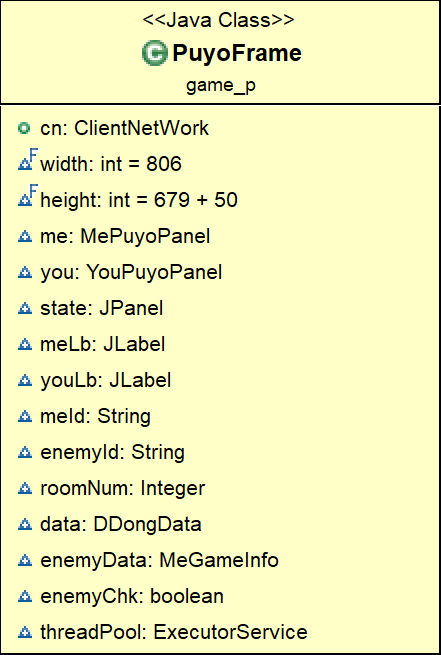 <<Java Class>>
C PuyoFrame
game_p
cn: ClientNetWork
F width: int = 806
F height: int = 679 + 50
me: MePuyoPanel
you: YouPuyoPanel
state: JPanel
meLb: JLabel
youLb: JLabel
meId: String
enemyId: String
roomNum: Integer
data: DDongData
enemyData: MeGameInfo
enemyChk: boolean
threadPool: ExecutorService